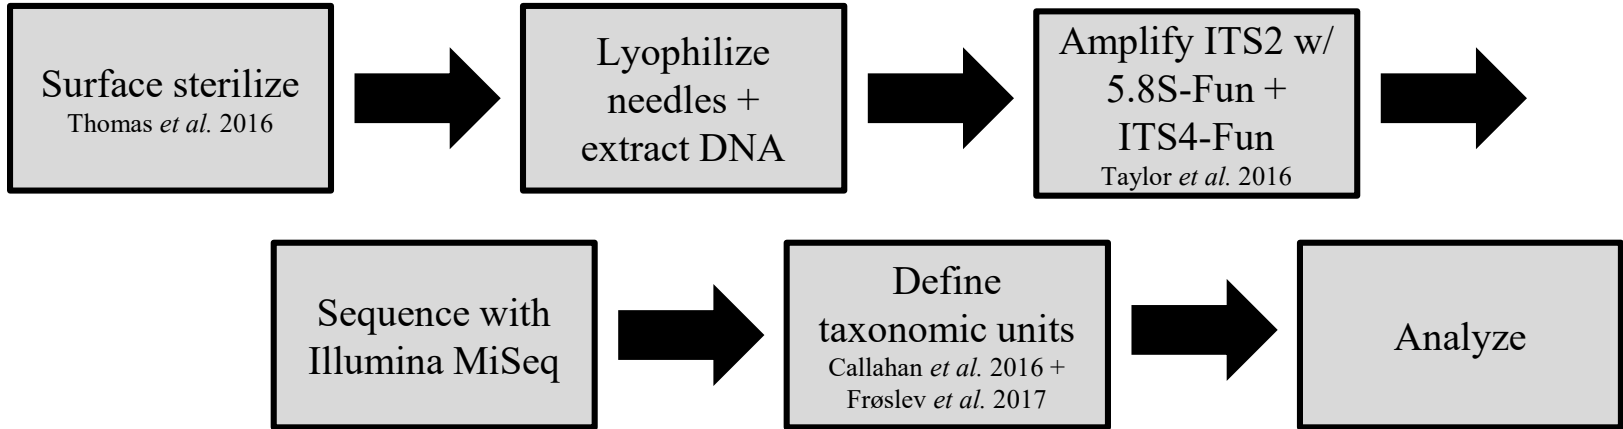 Surface sterilize
Thomas et al. 2016
Lyophilize
needles +
extract DNA
Amplify ITS2 w/
5.8S-Fun +
ITS4-Fun
Taylor et al. 2016
Sequence with
Illumina MiSeq
Define
taxonomic units
Callahan et al. 2016 +
Frøslev et al. 2017
Analyze